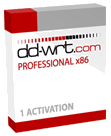 dd-wrt.com
PROFESSIONAL x86
1 ACTIVATION